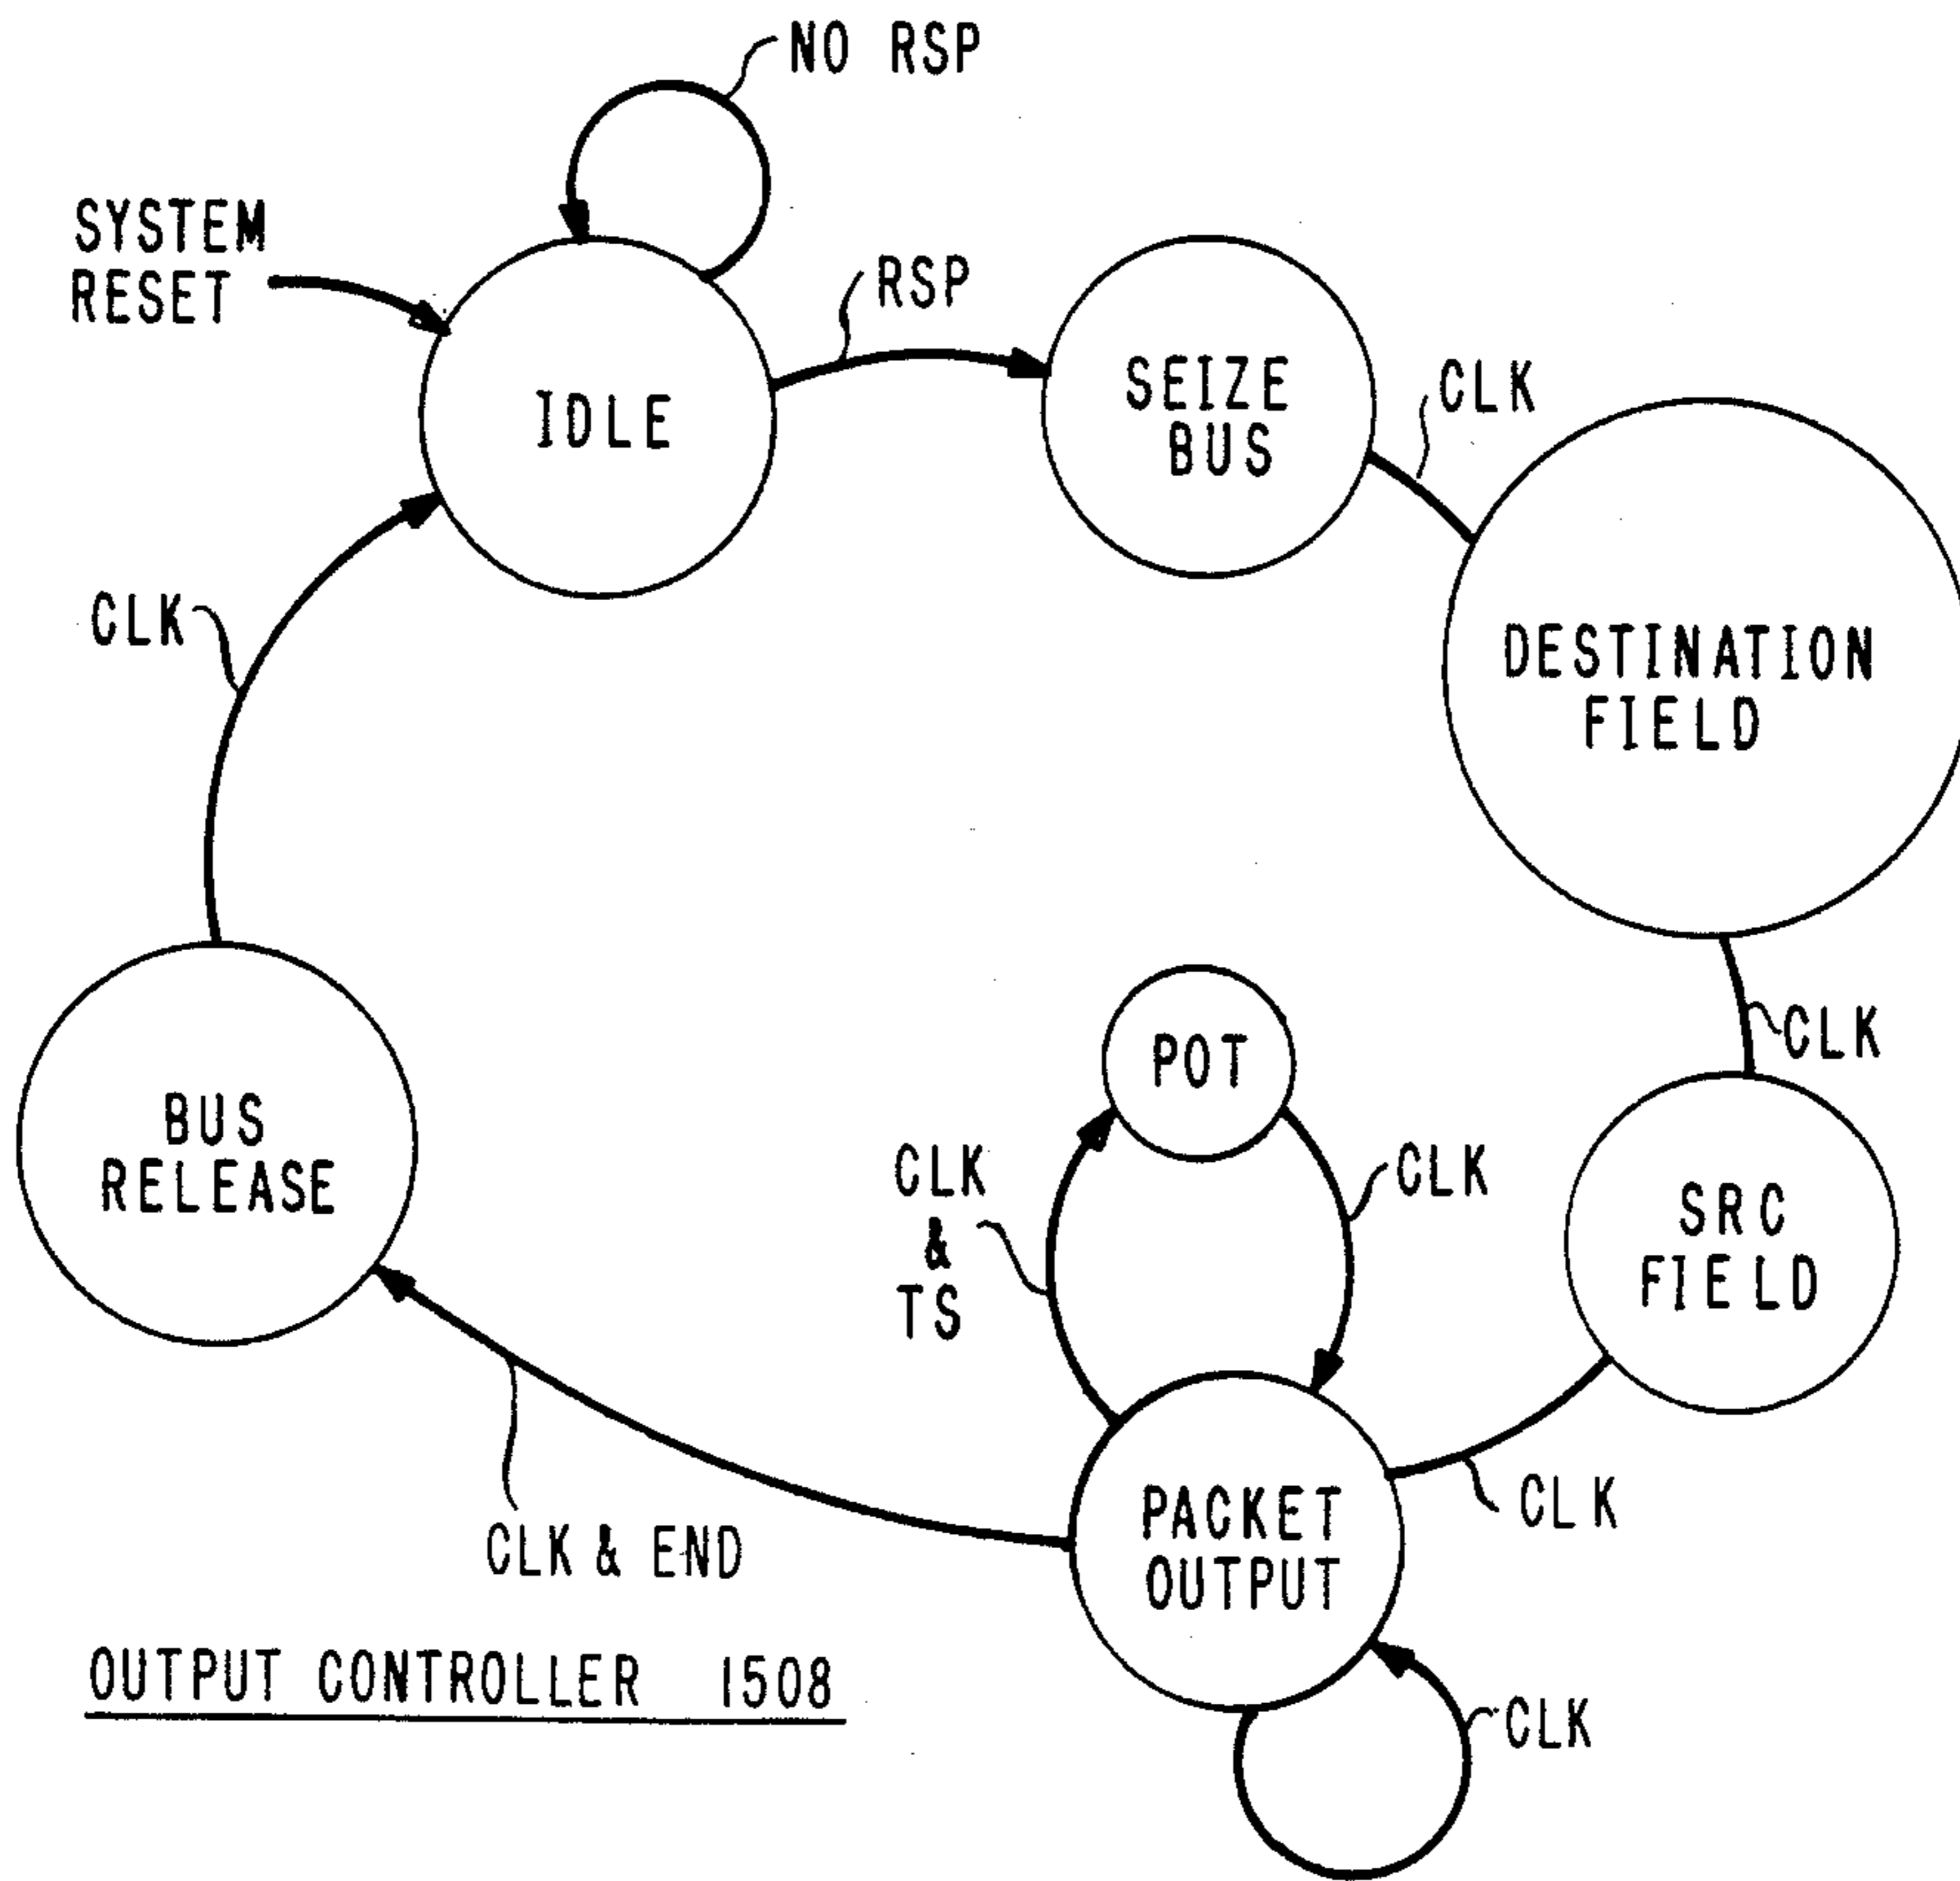 NO RSP
SYSTEM
RESET
RSP
IDLE
SEIZE
BUS
CLK
DESTINATION
FIELD
CLK
CLK
POT
BUS
RELEASE
CLK
&
TS
CLK
SRC
FIELD
PACKET
OUTPUT
CLK
CLK & END
OUTPUT CONTROLLER 1508
CLK